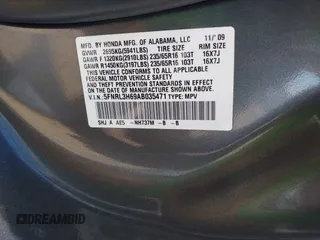 MFD. BY HONDA MFG. OF ALABAMA, LLC 11/'09
GVWR 2695KG(5941LBS) TIRE SIZE RIM SIZE
GAWR F 1320KG(2910LBS) 235/65R16 103T 16X7J
GAWR R 1450KG(3197LBS) 235/65R16 103T 16X7J
THIS VEHICLE CONFORMS TO ALL APPLICABLE
FEDERAL MOTOR VEHICLE SAFETY AND THEFT
PREVENTION STANDARDS IN EFFECT ON THE DATE
OF MANUFACTURE SHOWN ABOVE.
V.I.N. 5FNRL3H69AB035471 TYPE:MPV
SHJ A AE5 NH737M - B - B
DREAMBID